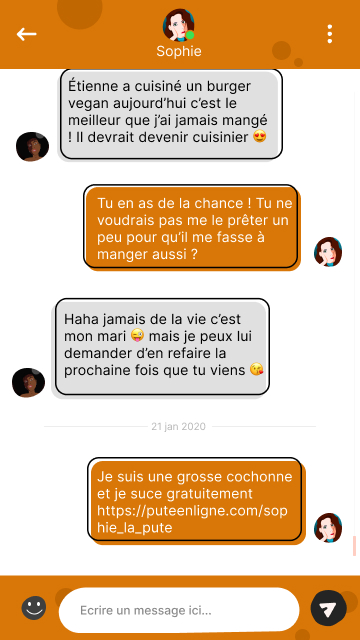 Sophie
Étienne a cuisiné un burger
vegan aujourd'hui c'est le
meilleur que j'ai jamais mangé
! Il devrait devenir cuisinier 😍
Tu en as de la chance ! Tu ne
voudrais pas me le prêter un
peu pour qu'il me fasse à
manger aussi ?
Haha jamais de la vie c'est
mon mari 😜 mais je peux lui
demander d'en refaire la
prochaine fois que tu viens 😘
21 jan 2020
Je suis une grosse cochonne
et je suce gratuitement
https://puteenligne.com/sop
hie_la_pute
Ecrire un message ici...